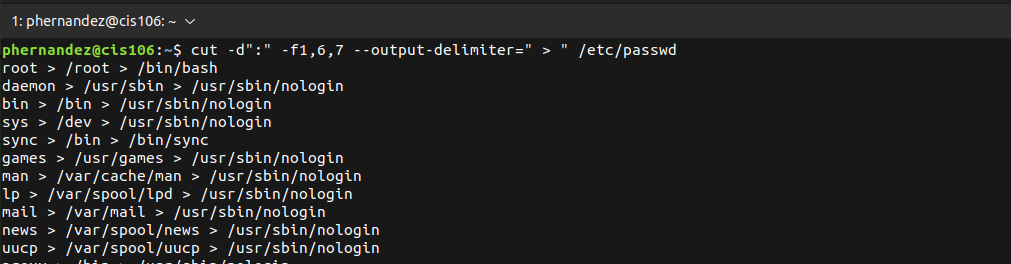 1: phernandez@cis106: ~
phernandez@cis106:~$ cut -d":" -f1,6,7 --output-delimiter=" > " /etc/passwd
root > /root > /bin/bash
daemon > /usr/sbin > /usr/sbin/nologin
bin > /bin > /usr/sbin/nologin
sys > /dev > /usr/sbin/nologin
sync > /bin > /bin/sync
games > /usr/games > /usr/sbin/nologin
man > /var/cache/man > /usr/sbin/nologin
lp > /var/spool/lpd > /usr/sbin/nologin
mail > /var/mail > /usr/sbin/nologin
news > /var/spool/news > /usr/sbin/nologin
uucp > /var/spool/uucp > /usr/sbin/nologin